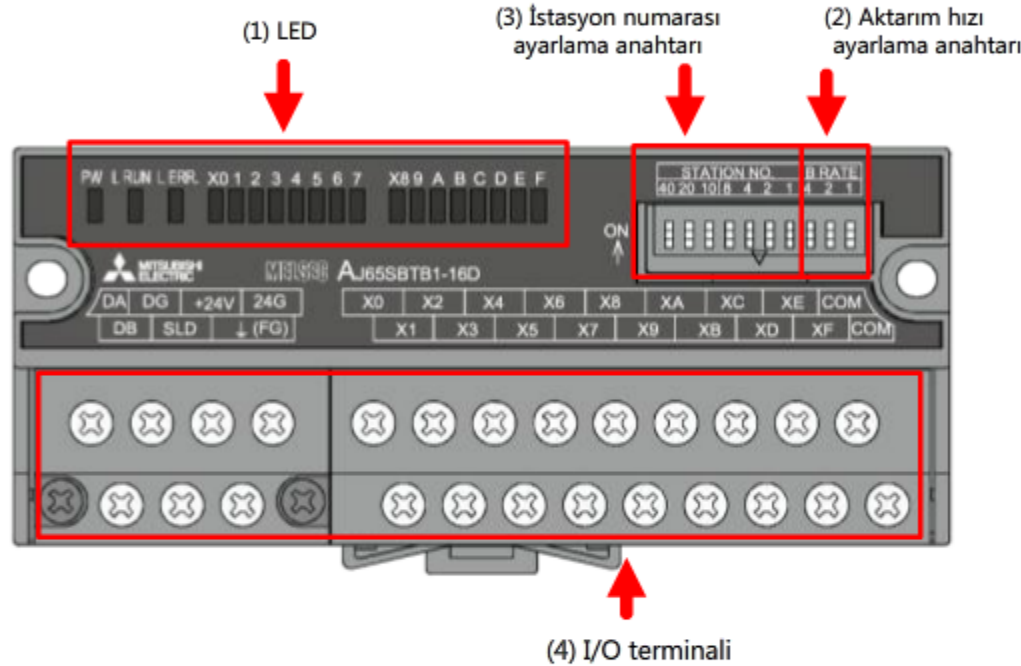 (1) LED
(3) İstasyon numarası
ayarlama anahtarı
(2) Aktarım hızı
ayarlama anahtarı
PW L RUN L ERR. X0 1 2 3 4 5 6 7 X8 9 A B C D E F
STATION NO. B RATE
40 20 10 8 4 2 1 4 2 1
ON
MITSUBISHI
ELECTRIC
MELSEC AJ65SBTB1-16D
DA DG +24V 24G X0 X2 X4 X6 X8 XA XC XE COM
DB SLD (FG) X1 X3 X5 X7 X9 XB XD XF COM
(4) I/O terminali